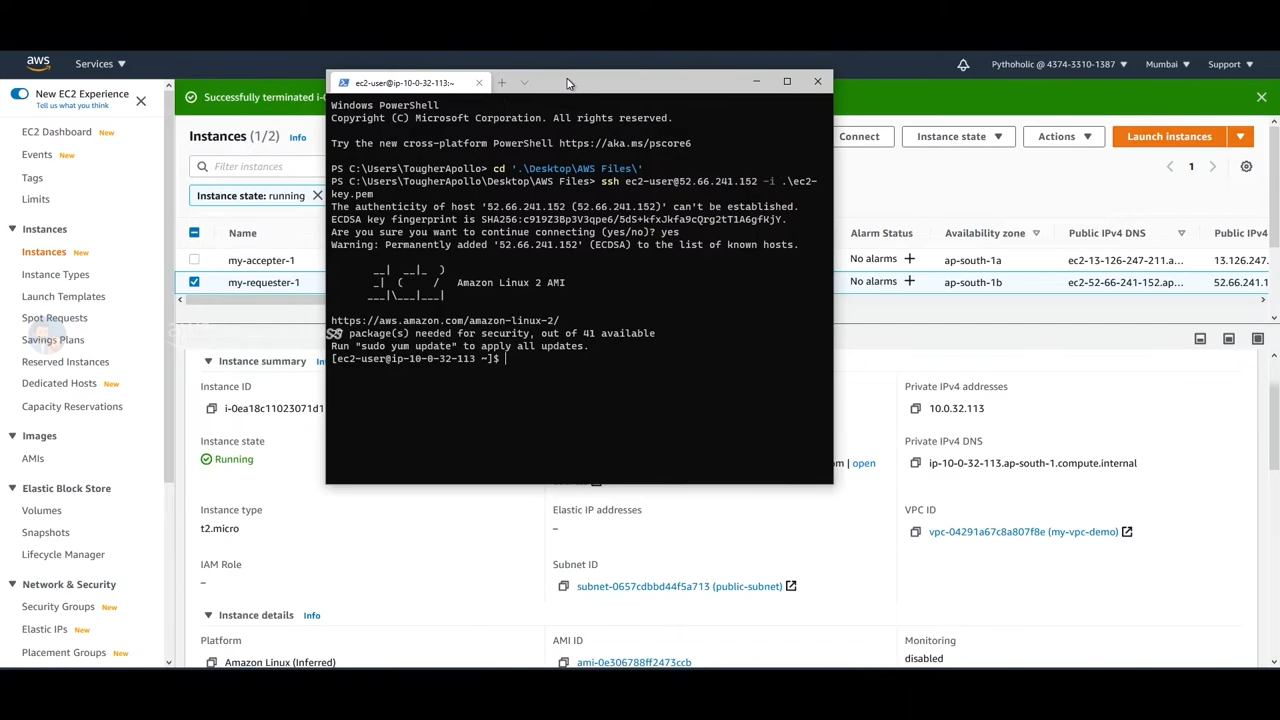 aws
Services
Pythoholic @ 4374-3310-1387
Mumbai
Support
New EC2 Experience
Tell us what you think
EC2 Dashboard New
Events New
Tags
Limits
Instances
Instances New
Instance Types
Launch Templates
Spot Requests
Savings Plans
Reserved Instances
Dedicated Hosts New
Capacity Reservations
Images
AMIs
Elastic Block Store
Volumes
Snapshots
Lifecycle Manager
Network & Security
Security Groups New
Elastic IPs New
Placement Groups New
Successfully terminated i-0
Instances (1/2) Info
Connect
Instance state
Actions
Launch instances
Filter instances
1
Instance state: running
Name
Alarm Status
Availability zone
Public IPv4 DNS
Public IPv4
my-accepter-1
No alarms
ap-south-1a
ec2-13-126-247-211.a...
13.126.247.
my-requester-1
No alarms
ap-south-1b
ec2-52-66-241-152.ap...
52.66.241.1
ec2-user@ip-10-0-32-113:~
Windows PowerShell
Copyright (C) Microsoft Corporation. All rights reserved.
Try the new cross-platform PowerShell https://aka.ms/pscore6
PS C:\Users\TougherApollo> cd '.\Desktop\AWS Files\'
PS C:\Users\TougherApollo\Desktop\AWS Files> ssh ec2-user@52.66.241.152 -i .\ec2-
key.pem
The authenticity of host '52.66.241.152 (52.66.241.152)' can't be established.
ECDSA key fingerprint is SHA256:c919Z3Bp3V3qpe6/5dS+kfxJkfa9cQrg2tT1A6gfKjY.
Are you sure you want to continue connecting (yes/no)? yes
Warning: Permanently added '52.66.241.152' (ECDSA) to the list of known hosts.
__| __|_ )
_| ( / Amazon Linux 2 AMI
___|\___|___|
https://aws.amazon.com/amazon-linux-2/
package(s) needed for security, out of 41 available
Run "sudo yum update" to apply all updates.
[ec2-user@ip-10-0-32-113 ~]$
Instance summary
Instance ID
i-0ea18c11023071d1
Private IPv4 addresses
10.0.32.113
Instance state
Running
open
Private IPv4 DNS
ip-10-0-32-113.ap-south-1.compute.internal
Instance type
t2.micro
Elastic IP addresses
–
VPC ID
vpc-04291a67c8a807f8e (my-vpc-demo)
IAM Role
–
Subnet ID
subnet-0657cdbbd44f5a713 (public-subnet)
Instance details Info
Platform
Amazon Linux (Inferred)
AMI ID
ami-0e306788ff2473ccb
Monitoring
disabled